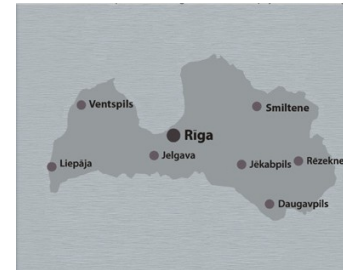 Ventspils
Smiltene
Riga
Jelgava
Liepāja
Jēkabpils
Rēzekne
Daugavpils